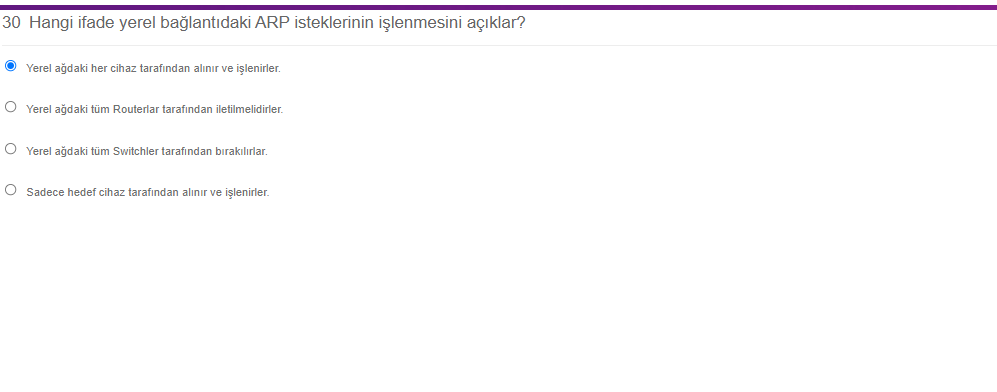 30 Hangi ifade yerel bağlantıdaki ARP isteklerinin işlenmesini açıklar?
Yerel ağdaki her cihaz tarafından alınır ve işlenirler.
Yerel ağdaki tüm Routerlar tarafından iletilmelidirler.
Yerel ağdaki tüm Switchler tarafından bırakılırlar.
Sadece hedef cihaz tarafından alınır ve işlenirler.